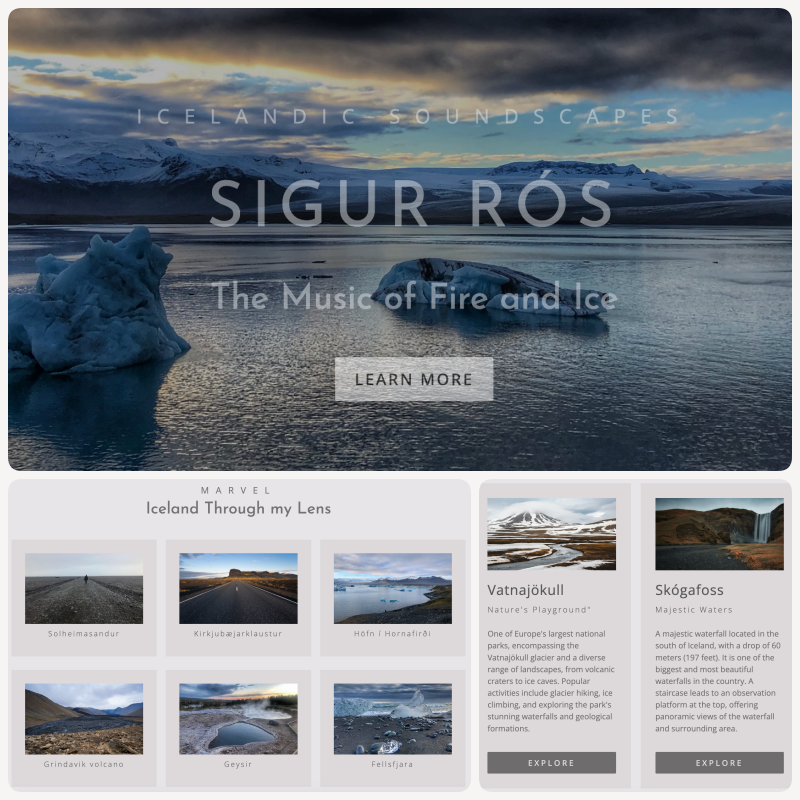 ICELANDIC SOUNDSCAPES
SIGUR RÓS
The Music of Fire and Ice
LEARN MORE
MARVEL
Iceland Through my Lens
Solheimasandur
Kirkjubæjarklaustur
Höfn í Hornafirði
Grindavik volcano
Geysir
Fellsfjara
Vatnajökull
Nature's Playground"
One of Europe's largest national
parks, encompassing the
Vatnajökull glacier and a diverse
range of landscapes, from volcanic
craters to ice caves. Popular
activities include glacier hiking, ice
climbing, and exploring the park's
stunning waterfalls and geological
formations.
EXPLORE
Skógafoss
Majestic Waters
A majestic waterfall located in the
south of Iceland, with a drop of 60
meters (197 feet). It is one of the
biggest and most beautiful
waterfalls in the country. A
staircase leads to an observation
platform at the top, offering
panoramic views of the waterfall
and surrounding area.
EXPLORE